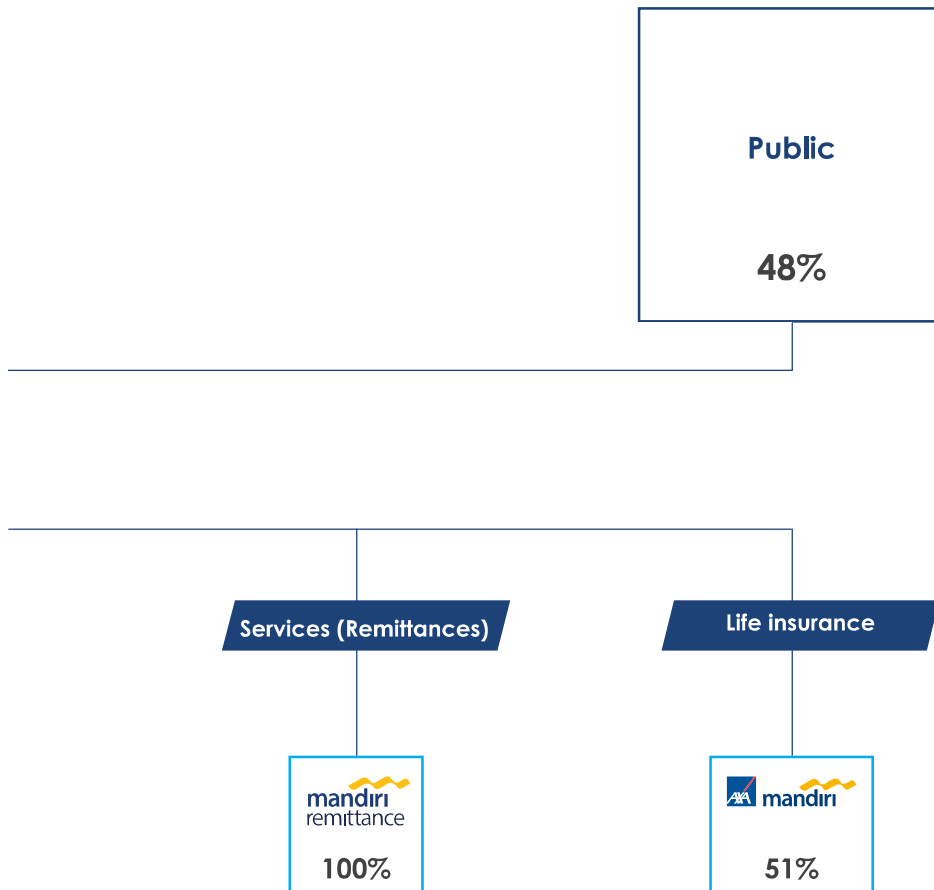 Public
48%
Services (Remittances)
Life insurance
mandiri
remittance
100%
AXA mandiri
51%